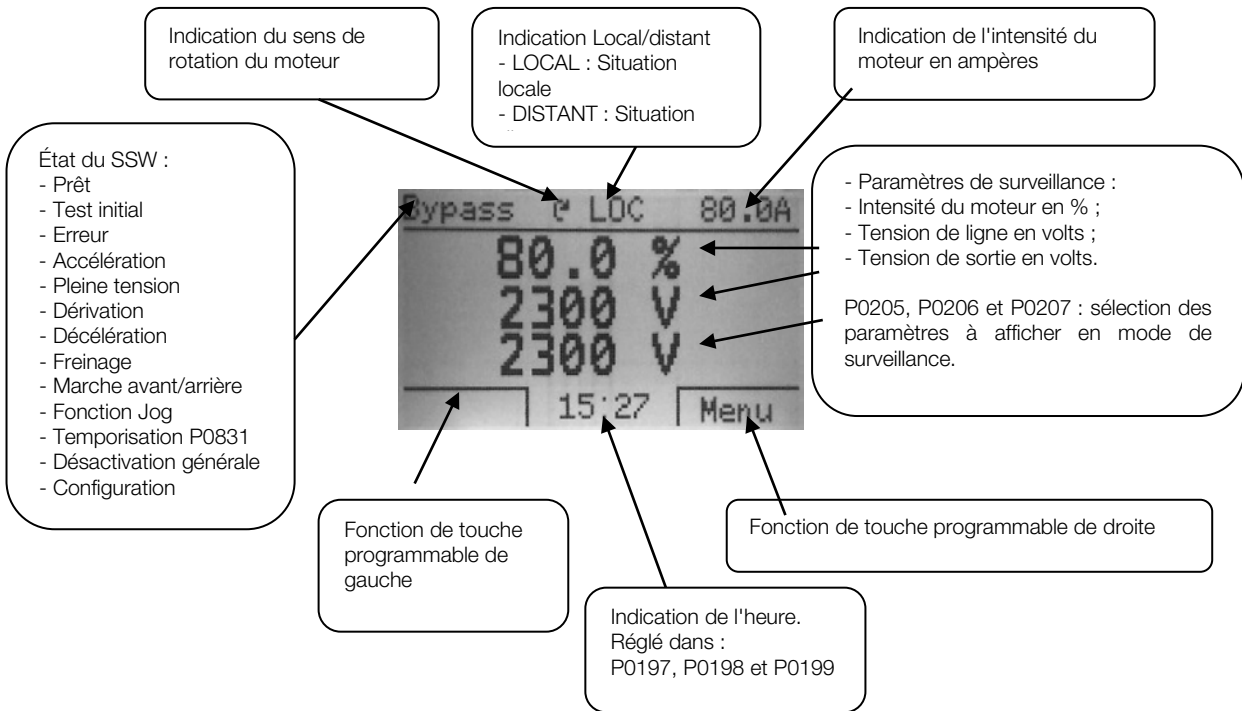 Indication du sens de
rotation du moteur
Indication Local/distant
- LOCAL : Situation
locale
- DISTANT : Situation
Indication de l'intensité du
moteur en ampères
État du SSW :
- Prêt
- Test initial
- Erreur
- Accélération
- Pleine tension
- Dérivation
- Décélération
- Freinage
- Marche avant/arrière
- Fonction Jog
- Temporisation P0831
- Désactivation générale
- Configuration
Bypass LOC 80.0A
80.0 %
2300 V
2300 V
15:27 Menu
- Paramètres de surveillance :
- Intensité du moteur en % ;
- Tension de ligne en volts ;
- Tension de sortie en volts.
P0205, P0206 et P0207 : sélection des
paramètres à afficher en mode de
surveillance.
Fonction de touche
programmable de
gauche
Fonction de touche programmable de droite
Indication de l'heure.
Réglé dans :
P0197, P0198 et P0199